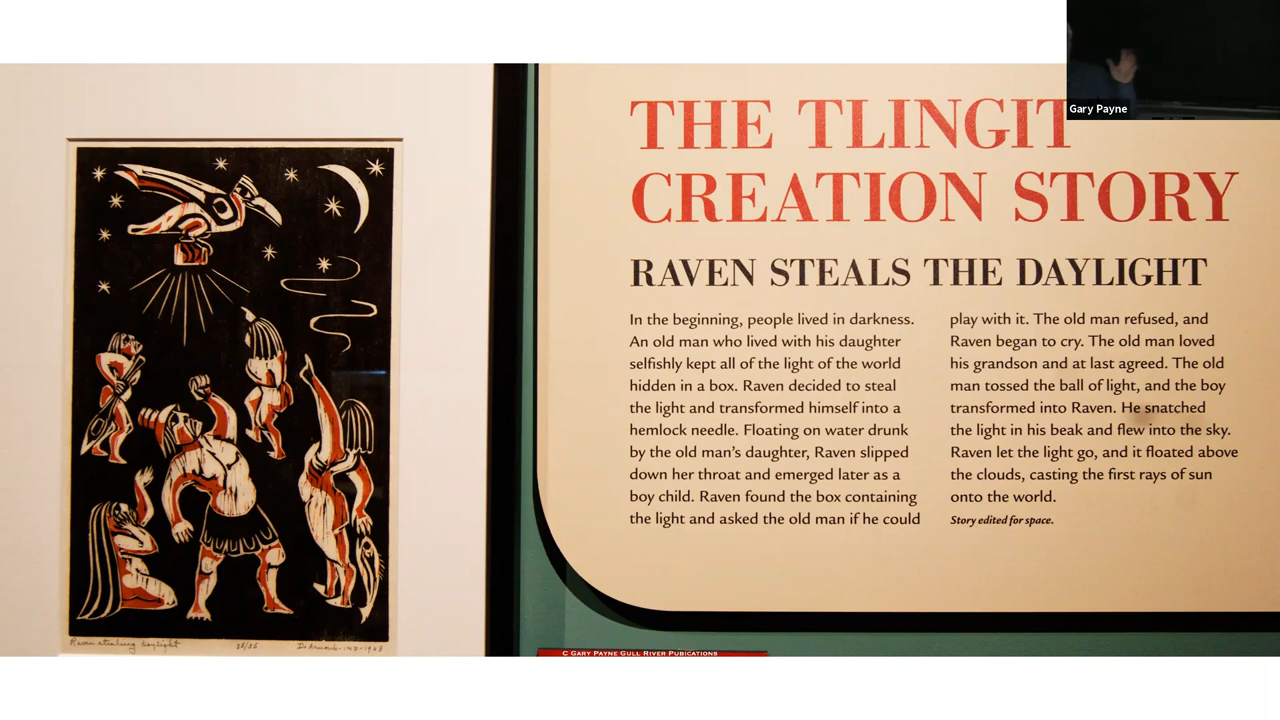 Gary Payne
THE TLINGIT
CREATION STORY
RAVEN STEALS THE DAYLIGHT
In the beginning, people lived in darkness.
An old man who lived with his daughter
selfishly kept all of the light of the world
hidden in a box. Raven decided to steal
the light and transformed himself into a
hemlock needle. Floating on water drunk
by the old man’s daughter, Raven slipped
down her throat and emerged later as a
boy child. Raven found the box containing
the light and asked the old man if he could
play with it. The old man refused, and
Raven began to cry. The old man loved
his grandson and at last agreed. The old
man tossed the ball of light, and the boy
transformed into Raven. He snatched
the light in his beak and flew into the sky.
Raven let the light go, and it floated above
the clouds, casting the first rays of sun
onto the world.
Story edited for space.
Raven stealing daylight
C GARY PAYNE GULL RIVER PUBICATIONS